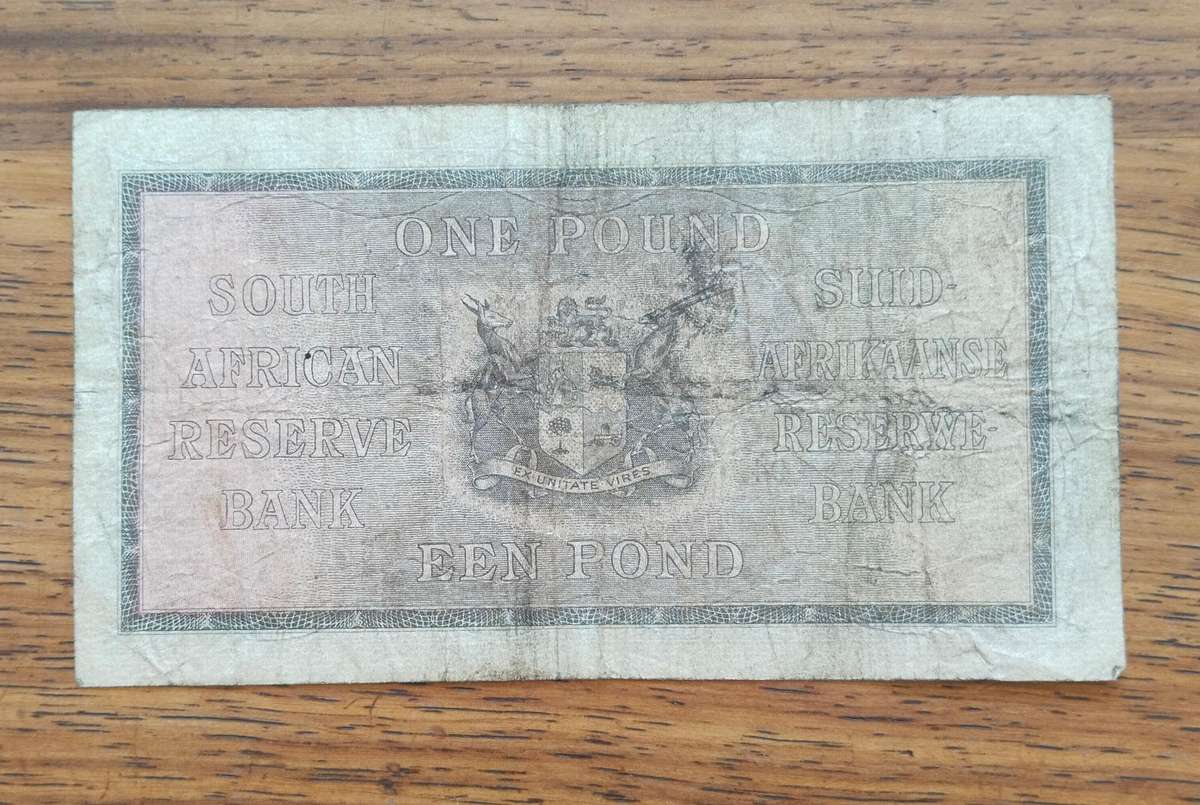 ONE POUND
SOUTH
AFRICAN
RESERVE
BANK
SUID-
AFRIKAANSE
RESERWE-
BANK
EX·UNITATE·VIRES
EEN POND